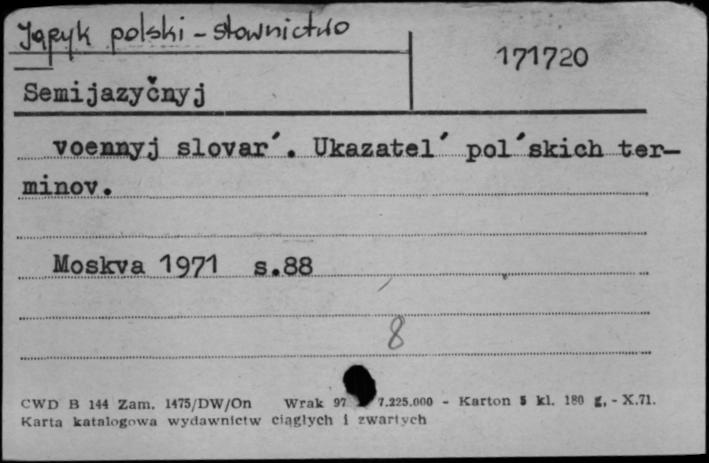 Język polski - słownictwo
171720
Semijazyčnyj
voennyj slovar´. Ukazatel´ pol´skich ter-
minov.
Moskva 1971 s.88
8
CWD B 144 Zam. 1475/DW/On Wrak 97 7.225.000 - Karton 5 kl. 180 g, - X.71.
Karta katalogowa wydawnictw ciągłych i zwartych